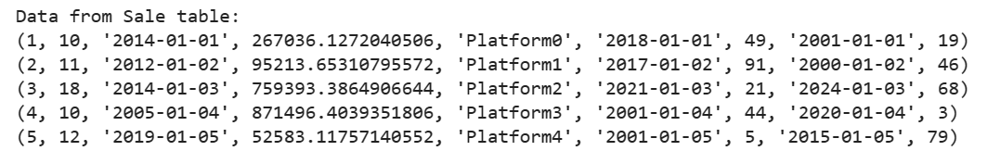 Data from Sale table:
(1, 10, '2014-01-01', 267036.1272040506, 'Platform0', '2018-01-01', 49, '2001-01-01', 19)
(2, 11, '2012-01-02', 95213.65310795572, 'Platform1', '2017-01-02', 91, '2000-01-02', 46)
(3, 18, '2014-01-03', 759393.3864906644, 'Platform2', '2021-01-03', 21, '2024-01-03', 68)
(4, 10, '2005-01-04', 871496.4039351806, 'Platform3', '2001-01-04', 44, '2020-01-04', 3)
(5, 12, '2019-01-05', 52583.11757140552, 'Platform4', '2001-01-05', 5, '2015-01-05', 79)